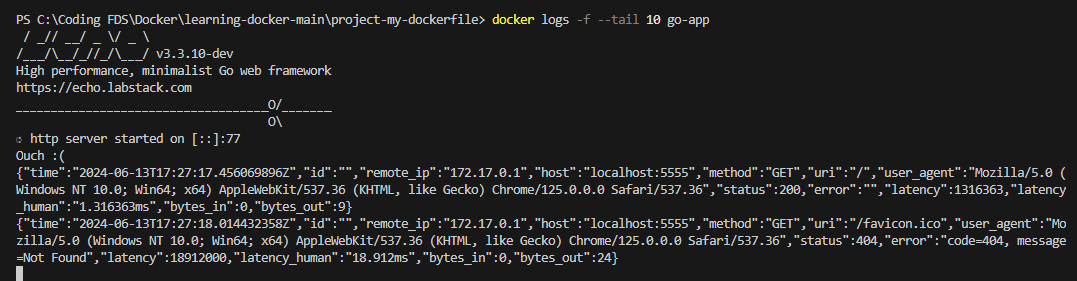 PS C:\Coding FDS\Docker\learning-docker-main\project-my-dockerfile> docker logs -f --tail 10 go-app
 / _// __/ _ \/ _ \
/___/\__/_//_/\___/ v3.3.10-dev
High performance, minimalist Go web framework
https://echo.labstack.com
____________________________________O/_______
                                    O\
⇨ http server started on [::]:77
Ouch :(
{"time":"2024-06-13T17:27:17.456069896Z","id":"","remote_ip":"172.17.0.1","host":"localhost:5555","method":"GET","uri":"/","user_agent":"Mozilla/5.0 (
Windows NT 10.0; Win64; x64) AppleWebKit/537.36 (KHTML, like Gecko) Chrome/125.0.0.0 Safari/537.36","status":200,"error":"","latency":1316363,"latency
_human":"1.316363ms","bytes_in":0,"bytes_out":9}
{"time":"2024-06-13T17:27:18.014432358Z","id":"","remote_ip":"172.17.0.1","host":"localhost:5555","method":"GET","uri":"/favicon.ico","user_agent":"Mo
zilla/5.0 (Windows NT 10.0; Win64; x64) AppleWebKit/537.36 (KHTML, like Gecko) Chrome/125.0.0.0 Safari/537.36","status":404,"error":"code=404, message
=Not Found","latency":18912000,"latency_human":"18.912ms","bytes_in":0,"bytes_out":24}